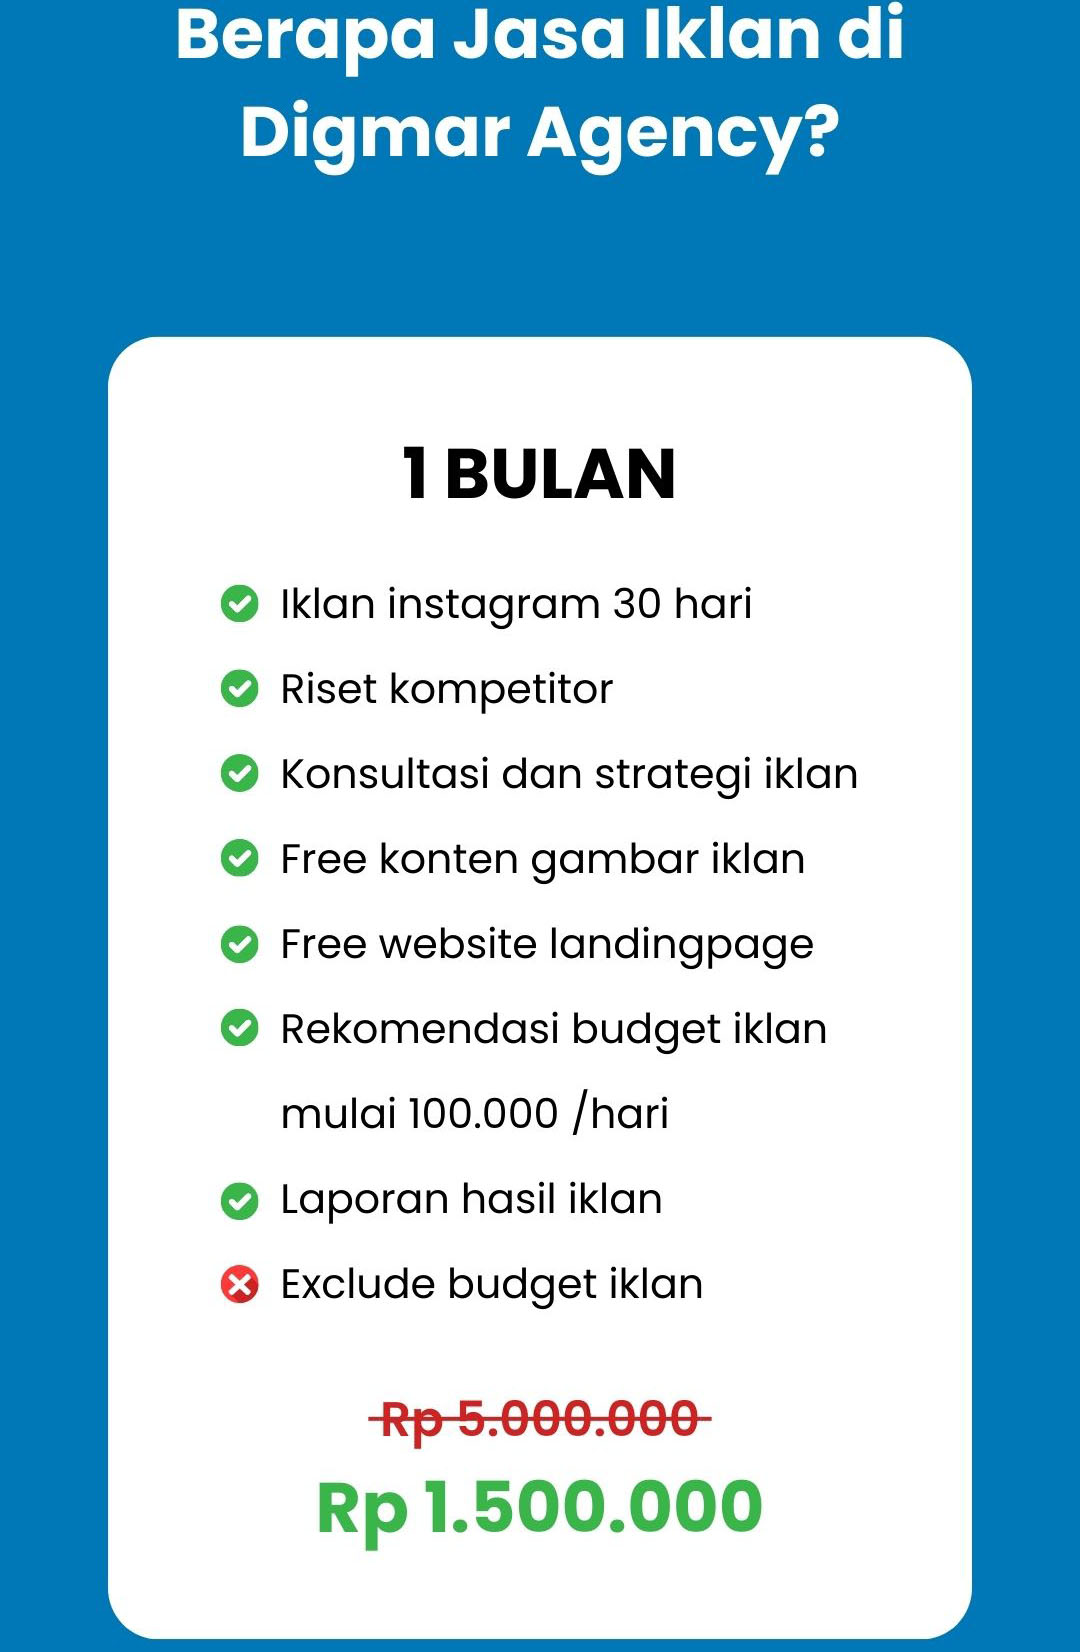 Berapa Jasa Iklan di
Digmar Agency?
1 BULAN
Iklan instagram 30 hari
Riset kompetitor
Konsultasi dan strategi iklan
Free konten gambar iklan
Free website landingpage
Rekomendasi budget iklan
mulai 100.000 /hari
Laporan hasil iklan
Exclude budget iklan
Rp 5.000.000
Rp 1.500.000